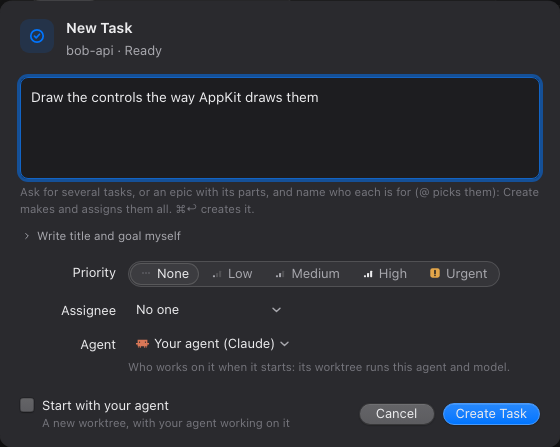 New Task
bob-api · Ready
Draw the controls the way AppKit draws them
Ask for several tasks, or an epic with its parts, and name who each is for (@ picks them): Create
makes and assigns them all. ⌘↩ creates it.
Write title and goal myself
Priority None Low Medium High Urgent
Assignee No one
Agent Your agent (Claude)
Who works on it when it starts: its worktree runs this agent and model.
Start with your agent
A new worktree, with your agent working on it
Cancel Create Task